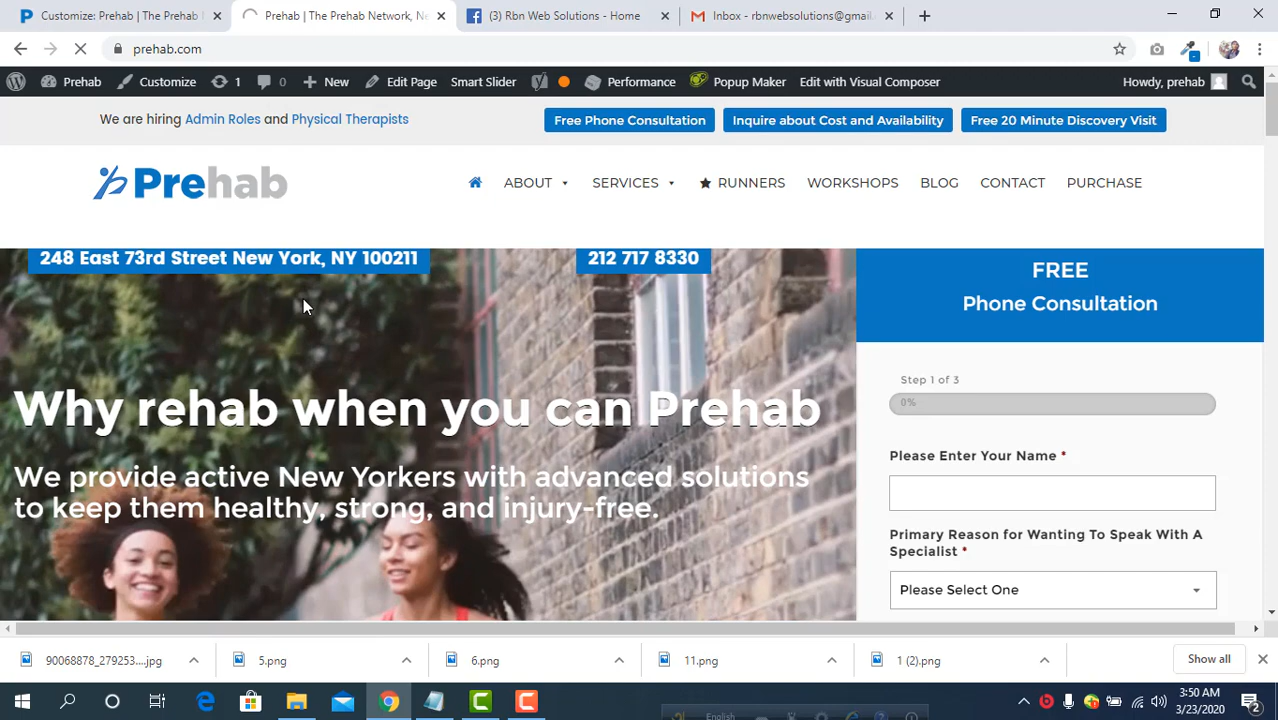 Customize: Prehab | The Prehab N
Prehab | The Prehab Network, Ne
(3) Rbn Web Solutions - Home
Inbox - rbnwebsolutions@gmail.
prehab.com
Prehab
Customize
1
0
New
Edit Page
Smart Slider
Performance
Popup Maker
Edit with Visual Composer
Howdy, prehab
We are hiring Admin Roles and Physical Therapists
Free Phone Consultation
Inquire about Cost and Availability
Free 20 Minute Discovery Visit
Prehab
ABOUT
SERVICES
RUNNERS
WORKSHOPS
BLOG
CONTACT
PURCHASE
248 East 73rd Street New York, NY 100211
212 717 8330
Why rehab when you can Prehab
We provide active New Yorkers with advanced solutions
to keep them healthy, strong, and injury-free.
FREE
Phone Consultation
Step 1 of 3
0%
Please Enter Your Name *
Primary Reason for Wanting To Speak With A
Specialist *
Please Select One
90068878_279253....jpg
5.png
6.png
11.png
1 (2).png
Show all
English
3:50 AM
3/23/2020
2